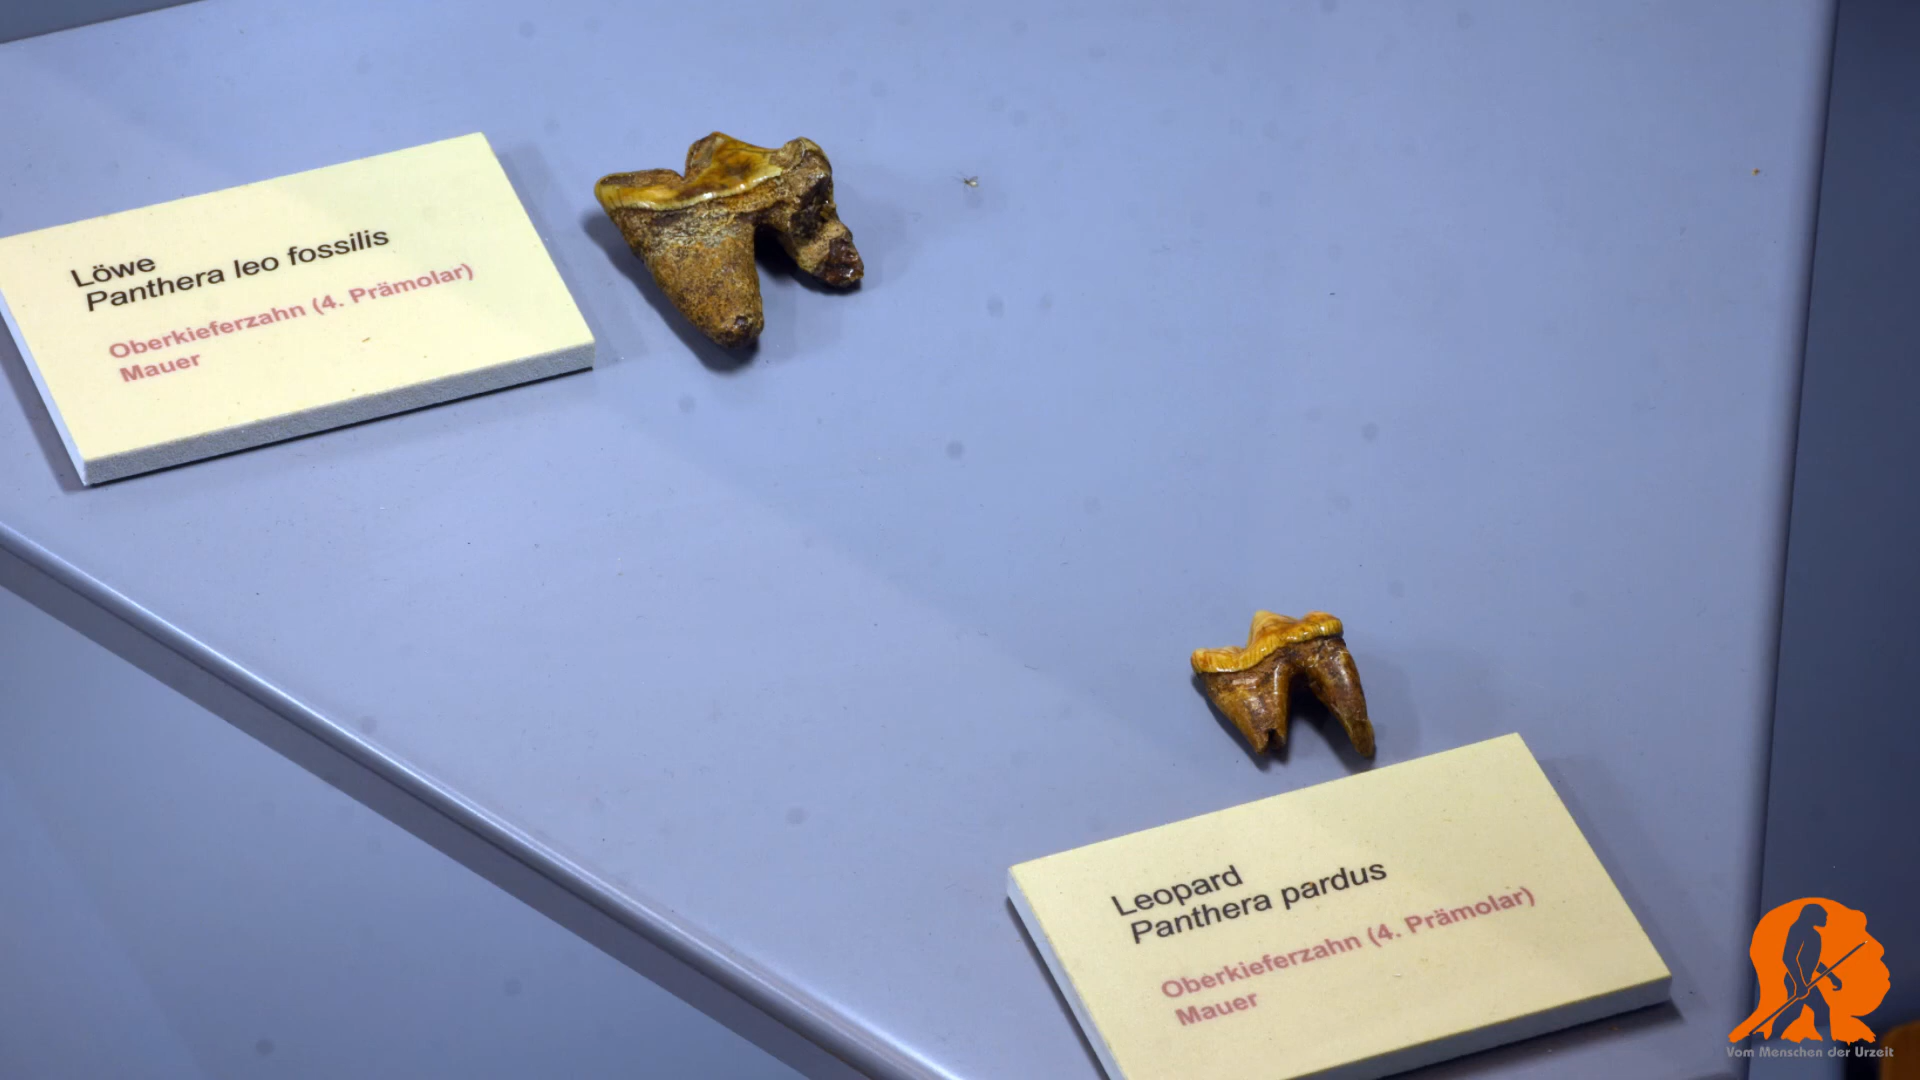 Löwe
Panthera leo fossilis
Oberkieferzahn (4. Prämolar)
Mauer
Leopard
Panthera pardus
Oberkieferzahn (4. Prämolar)
Mauer
Vom Menschen der Urzeit